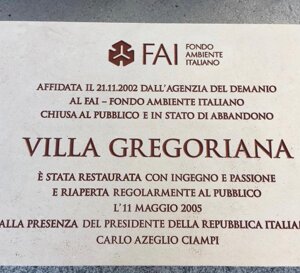 FAI FONDO
AMBIENTE
ITALIANO
AFFIDATA IL 21.11.2002 DALL'AGENZIA DEL DEMANIO
AL FAI – FONDO AMBIENTE ITALIANO
CHIUSA AL PUBBLICO E IN STATO DI ABBANDONO
VILLA GREGORIANA
È STATA RESTAURATA CON INGEGNO E PASSIONE
E RIAPERTA REGOLARMENTE AL PUBBLICO
L'11 MAGGIO 2005
ALLA PRESENZA DEL PRESIDENTE DELLA REPUBBLICA ITALIA
CARLO AZEGLIO CIAMPI